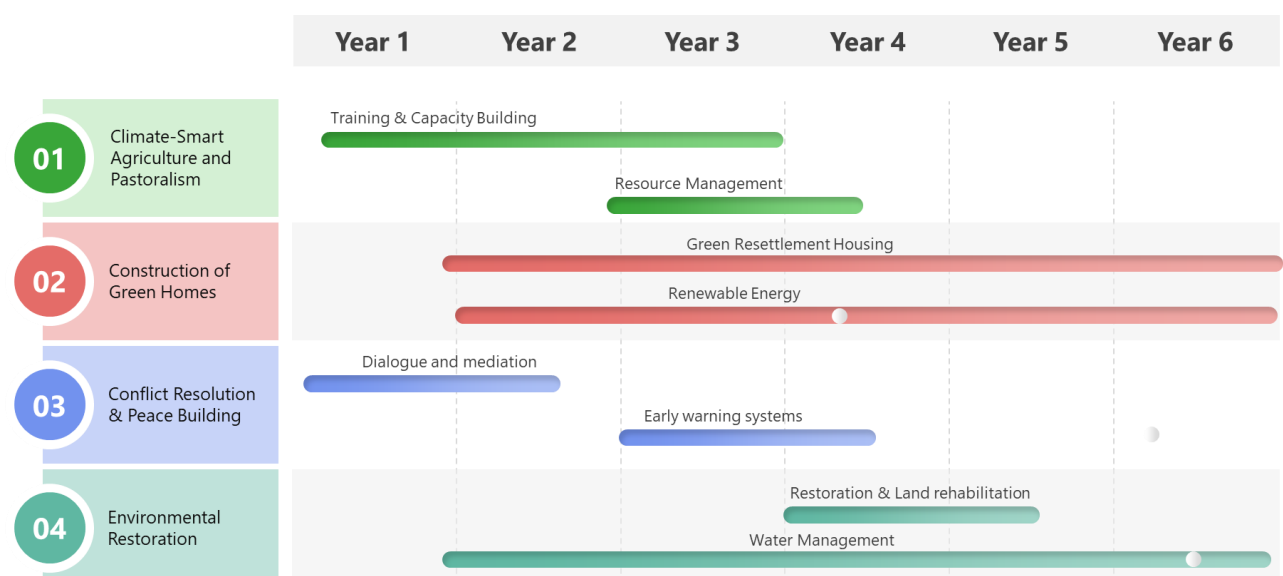 Year 1 Year 2 Year 3 Year 4 Year 5 Year 6
01
Climate-Smart
Agriculture and
Pastoralism
Training & Capacity Building
Resource Management
02
Construction of
Green Homes
Green Resettlement Housing
Renewable Energy
03
Conflict Resolution
& Peace Building
Dialogue and mediation
Early warning systems
04
Environmental
Restoration
Restoration & Land rehabilitation
Water Management